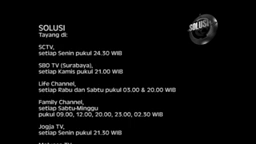 SOLUSI
SOLUSI
Tayang di:
SCTV,
setiap Senin pukul 24.30 WIB
SBO TV (Surabaya),
setiap Kamis pukul 21.00 WIB
Life Channel,
setiap Rabu dan Sabtu pukul 03.00 & 20.00 WIB
Family Channel,
setiap Sabtu-Minggu
pukul 09.00, 12.00, 20.00, 23.00, 02.30 WIB
Jogja TV,
setiap Senin pukul 21.30 WIB